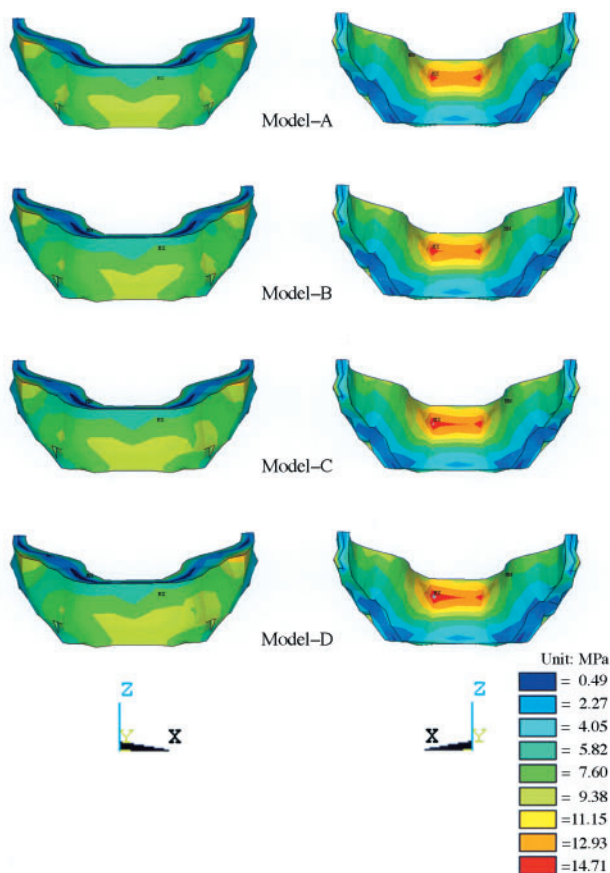 Model-A
Model-B
Model-C
Model-D
Unit: MPa
= 0.49
= 2.27
= 4.05
= 5.82
= 7.60
= 9.38
=11.15
=12.93
=14.71
Z
Y X
Z
X Y